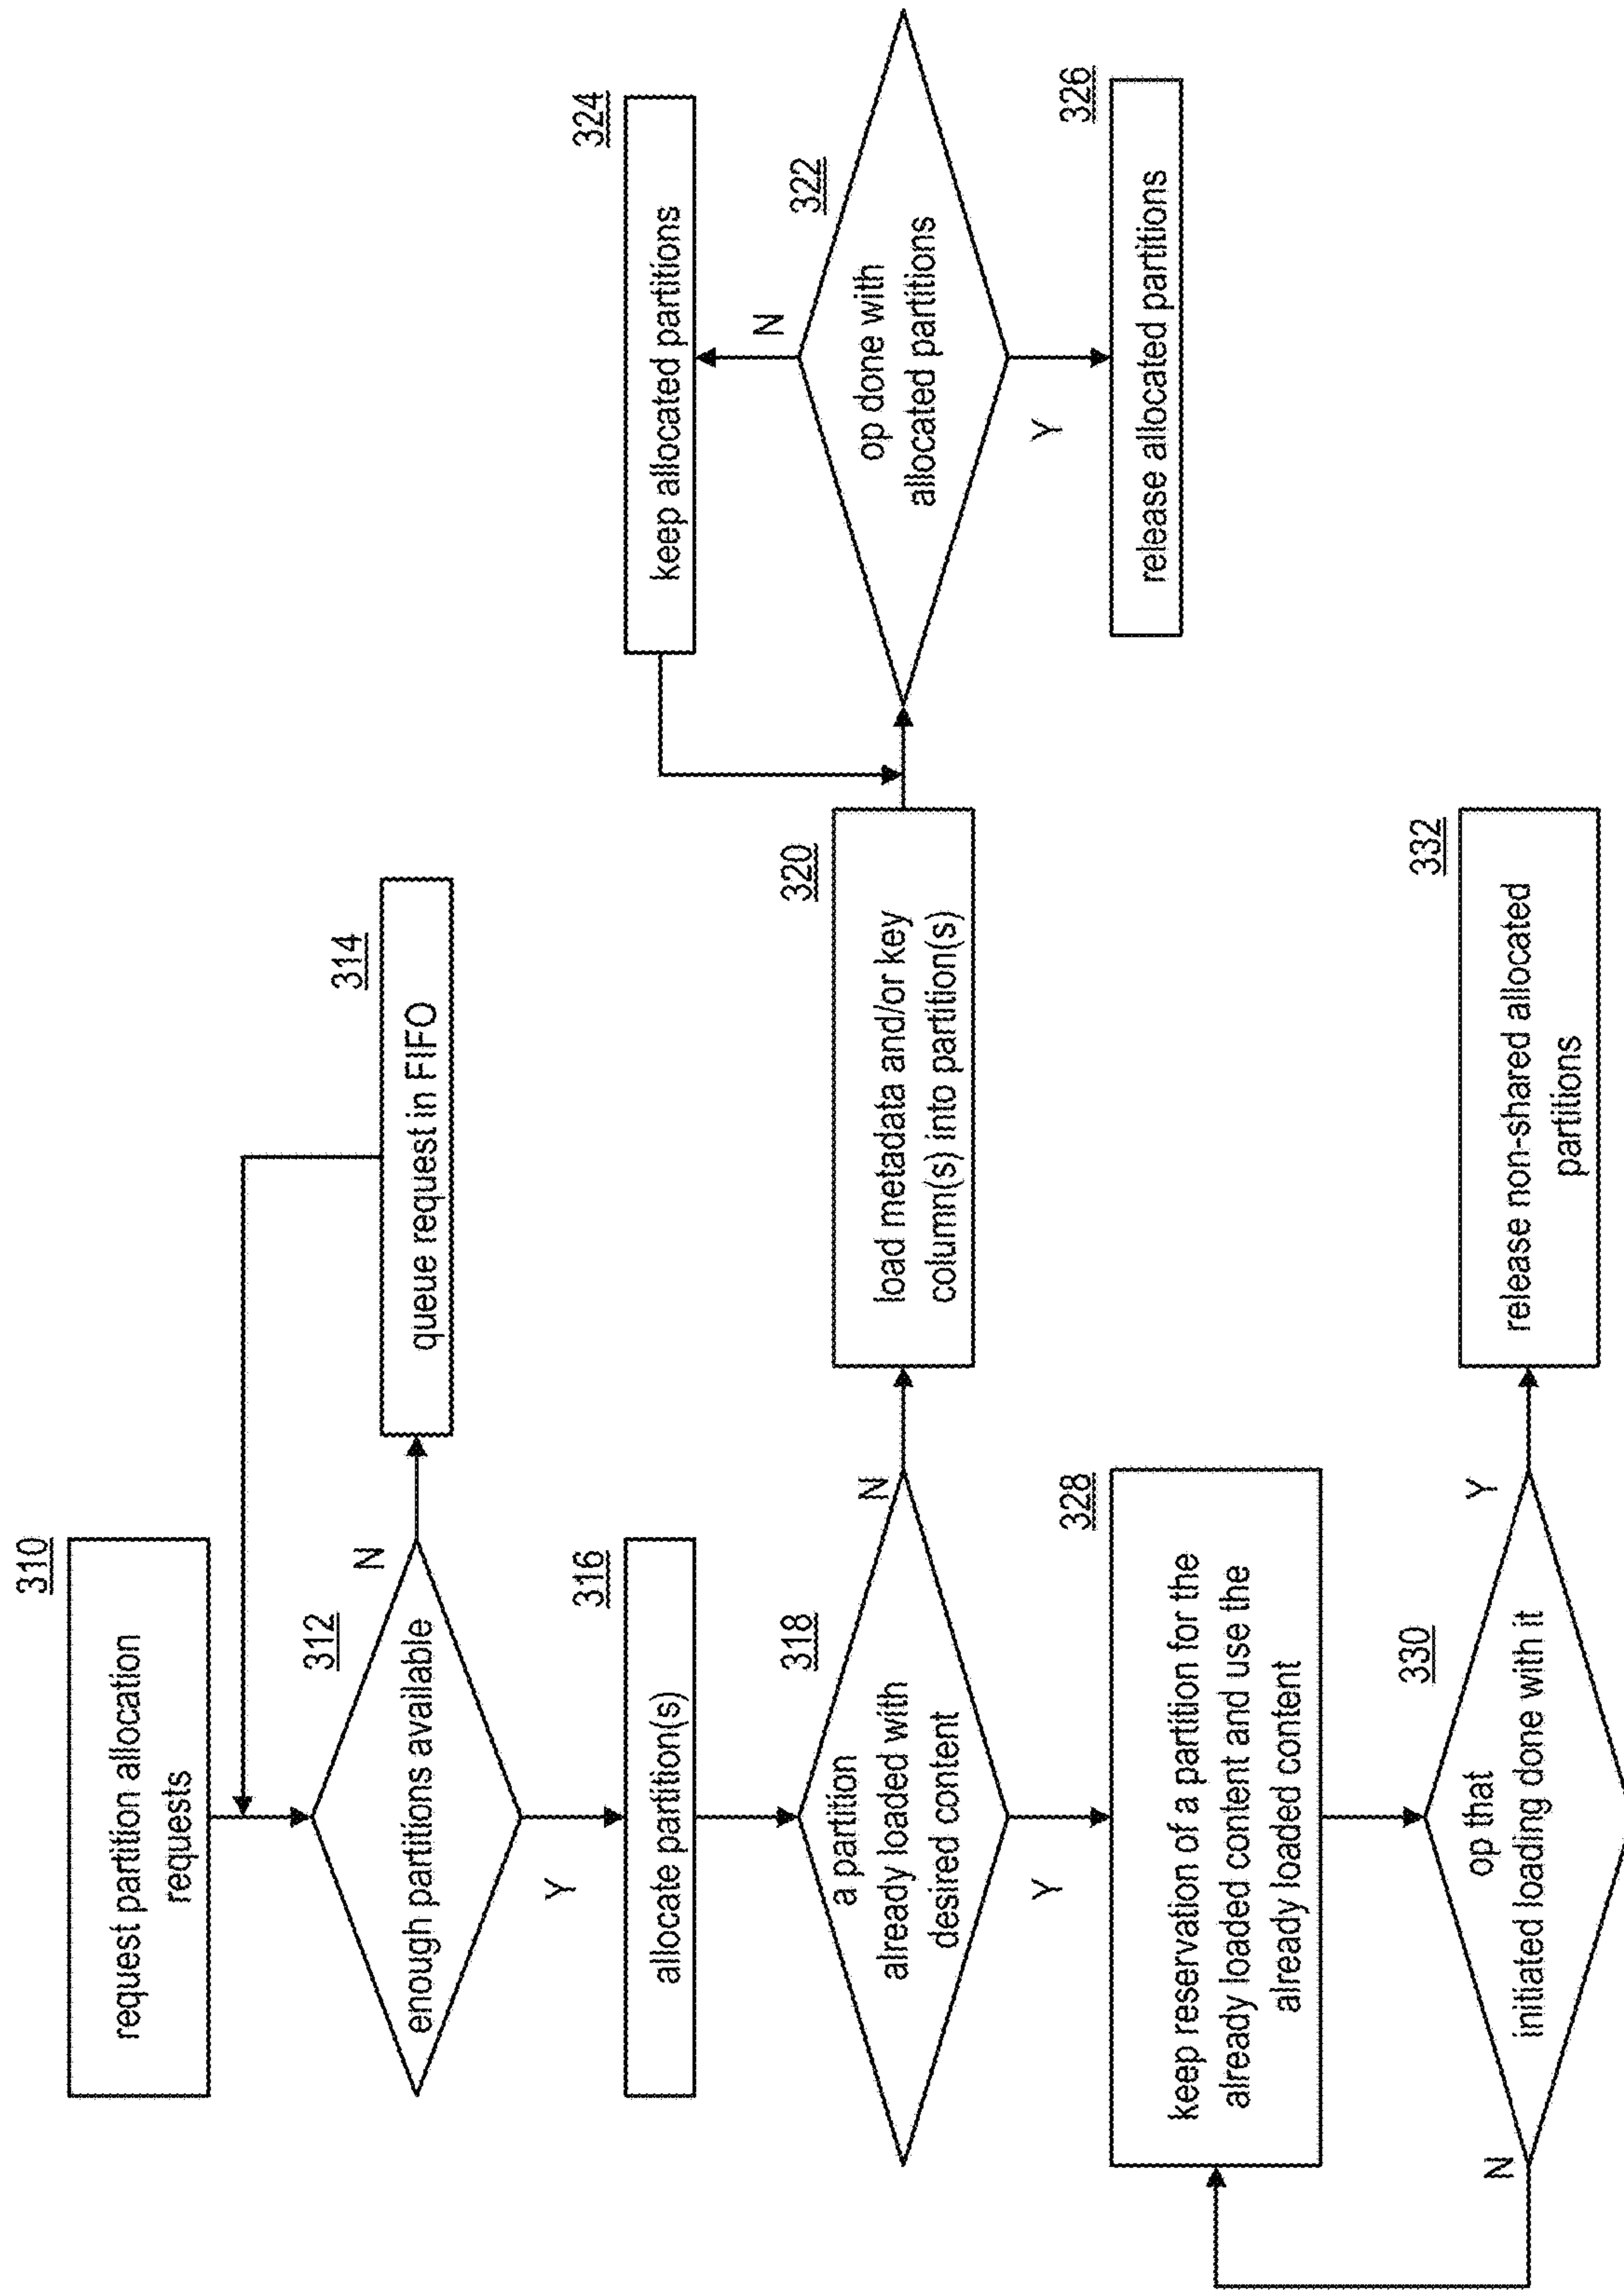 310
request partition allocation
requests
312
enough partitions available
N
Y
314
queue request in FIFO
316
allocate partition(s)
318
a partition
already loaded with
desired content
N
Y
320
load metadata and/or key
column(s) into partition(s)
322
op done with
allocated partitions
N
Y
324
keep allocated partitions
326
release allocated partitions
328
keep reservation of a partition for the
already loaded content and use the
already loaded content
330
op that
initiated loading done with it
N
Y
332
release non-shared allocated
partitions